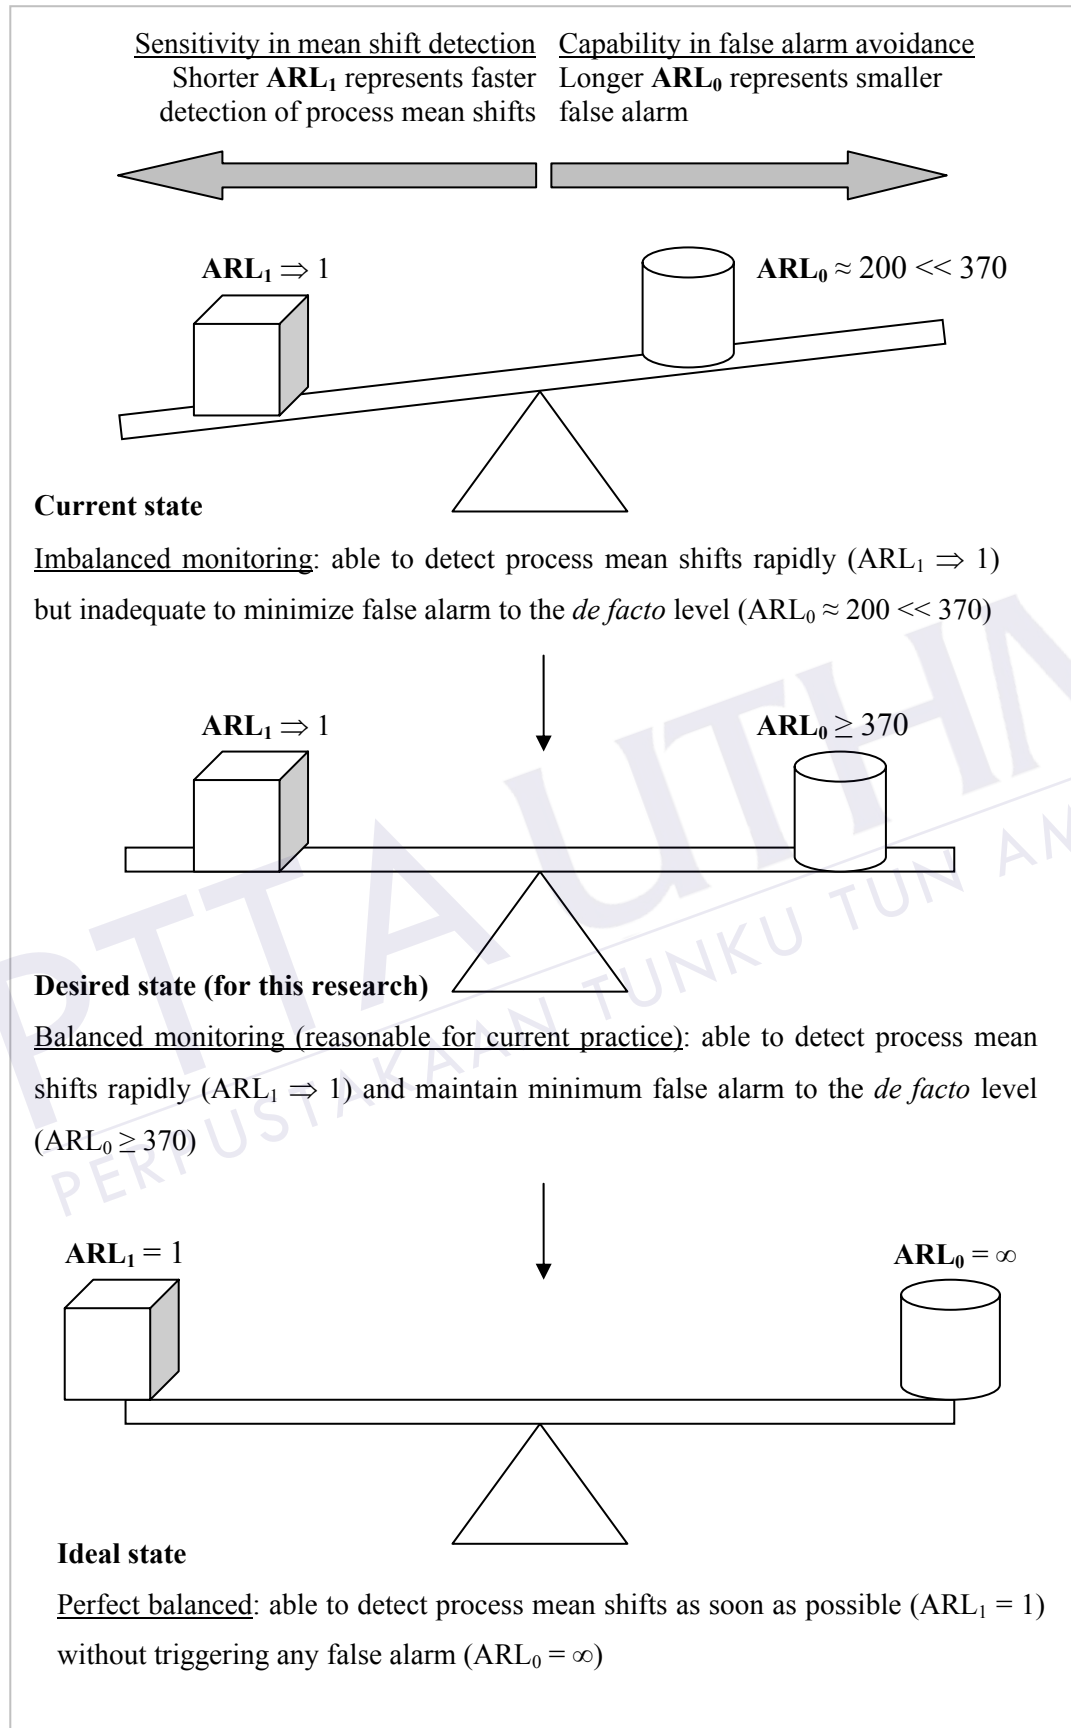 Sensitivity in mean shift detection
Shorter ARL₁ represents faster
detection of process mean shifts
Capability in false alarm avoidance
Longer ARL₀ represents smaller
false alarm
ARL₁ ⇒ 1
ARL₀ ≈ 200 << 370
Current state
Imbalanced monitoring: able to detect process mean shifts rapidly (ARL₁ ⇒ 1)
but inadequate to minimize false alarm to the de facto level (ARL₀ ≈ 200 << 370)
ARL₁ ⇒ 1
ARL₀ ≥ 370
Desired state (for this research)
Balanced monitoring (reasonable for current practice): able to detect process mean
shifts rapidly (ARL₁ ⇒ 1) and maintain minimum false alarm to the de facto level
(ARL₀ ≥ 370)
ARL₁ = 1
ARL₀ = ∞
Ideal state
Perfect balanced: able to detect process mean shifts as soon as possible (ARL₁ = 1)
without triggering any false alarm (ARL₀ = ∞)
PTTA UTHM
PERPUSTAKAAN TUNKU TUN AM